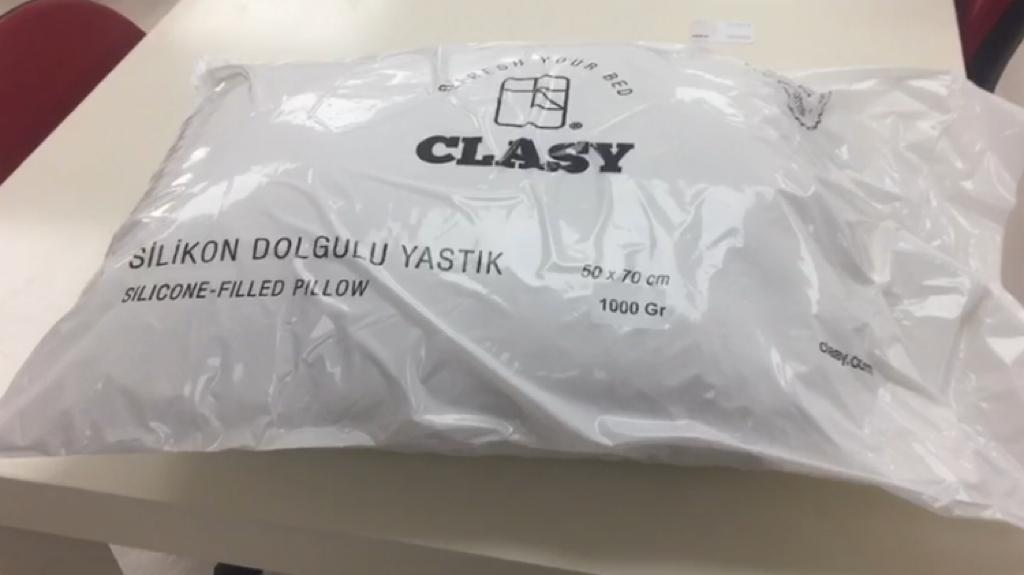 REFRESH YOUR BED
CLASY
SİLİKON DOLGULU YASTIK
SILICONE-FILLED PILLOW
50 x 70 cm
1000 Gr
clasy.com